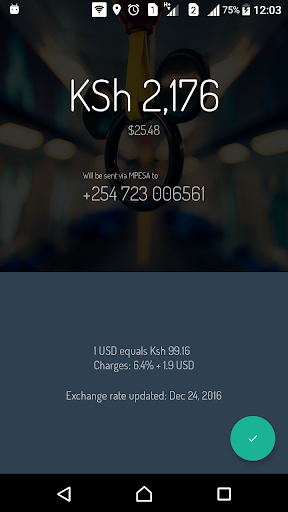 1 2 75% 12:03
KSh 2,176
$25.48
Will be sent via MPESA to
+254 723 006561
1 USD equals Ksh 99.16
Charges: 6.4% + 1.9 USD
Exchange rate updated: Dec 24, 2016